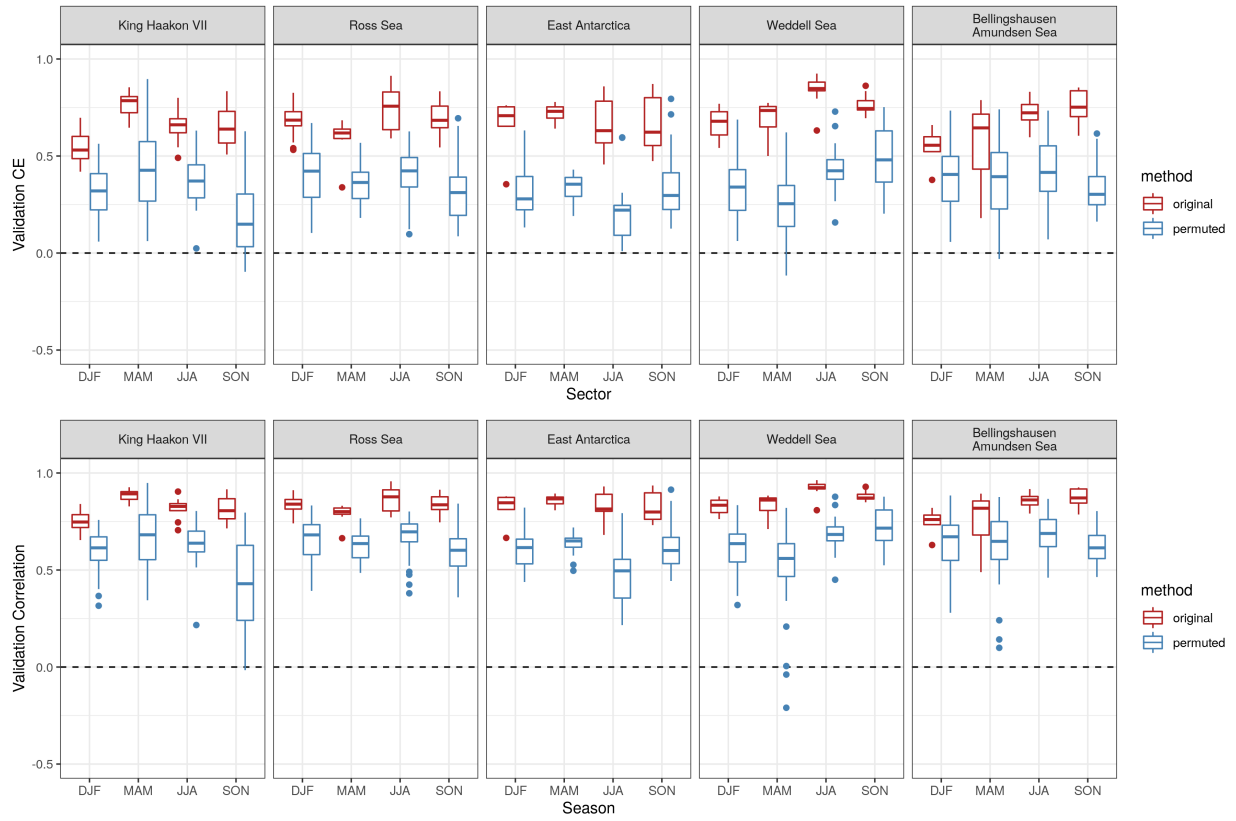 King Haakon VII
Ross Sea
East Antarctica
Weddell Sea
Bellingshausen
Amundsen Sea
1.0
0.5
0.0
-0.5
Validation CE
DJF MAM JJA SON
DJF MAM JJA SON
DJF MAM JJA SON
DJF MAM JJA SON
DJF MAM JJA SON
Sector
method
original
permuted
King Haakon VII
Ross Sea
East Antarctica
Weddell Sea
Bellingshausen
Amundsen Sea
1.0
0.5
0.0
-0.5
Validation Correlation
DJF MAM JJA SON
DJF MAM JJA SON
DJF MAM JJA SON
DJF MAM JJA SON
DJF MAM JJA SON
Season
method
original
permuted